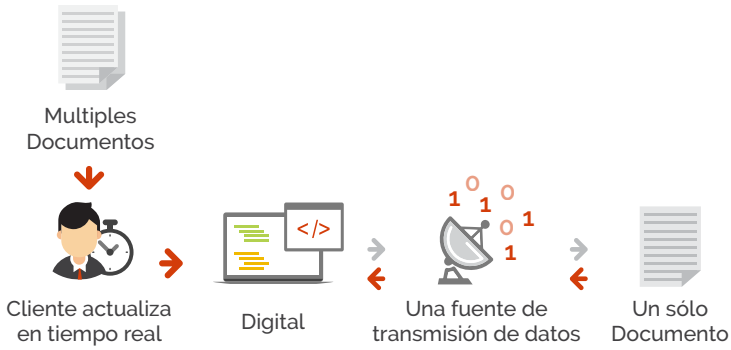 Multiples
Documentos
Cliente actualiza
en tiempo real
</>
Digital
1 0 1 0 1 0 1
Una fuente de
transmisión de datos
Un sólo
Documento